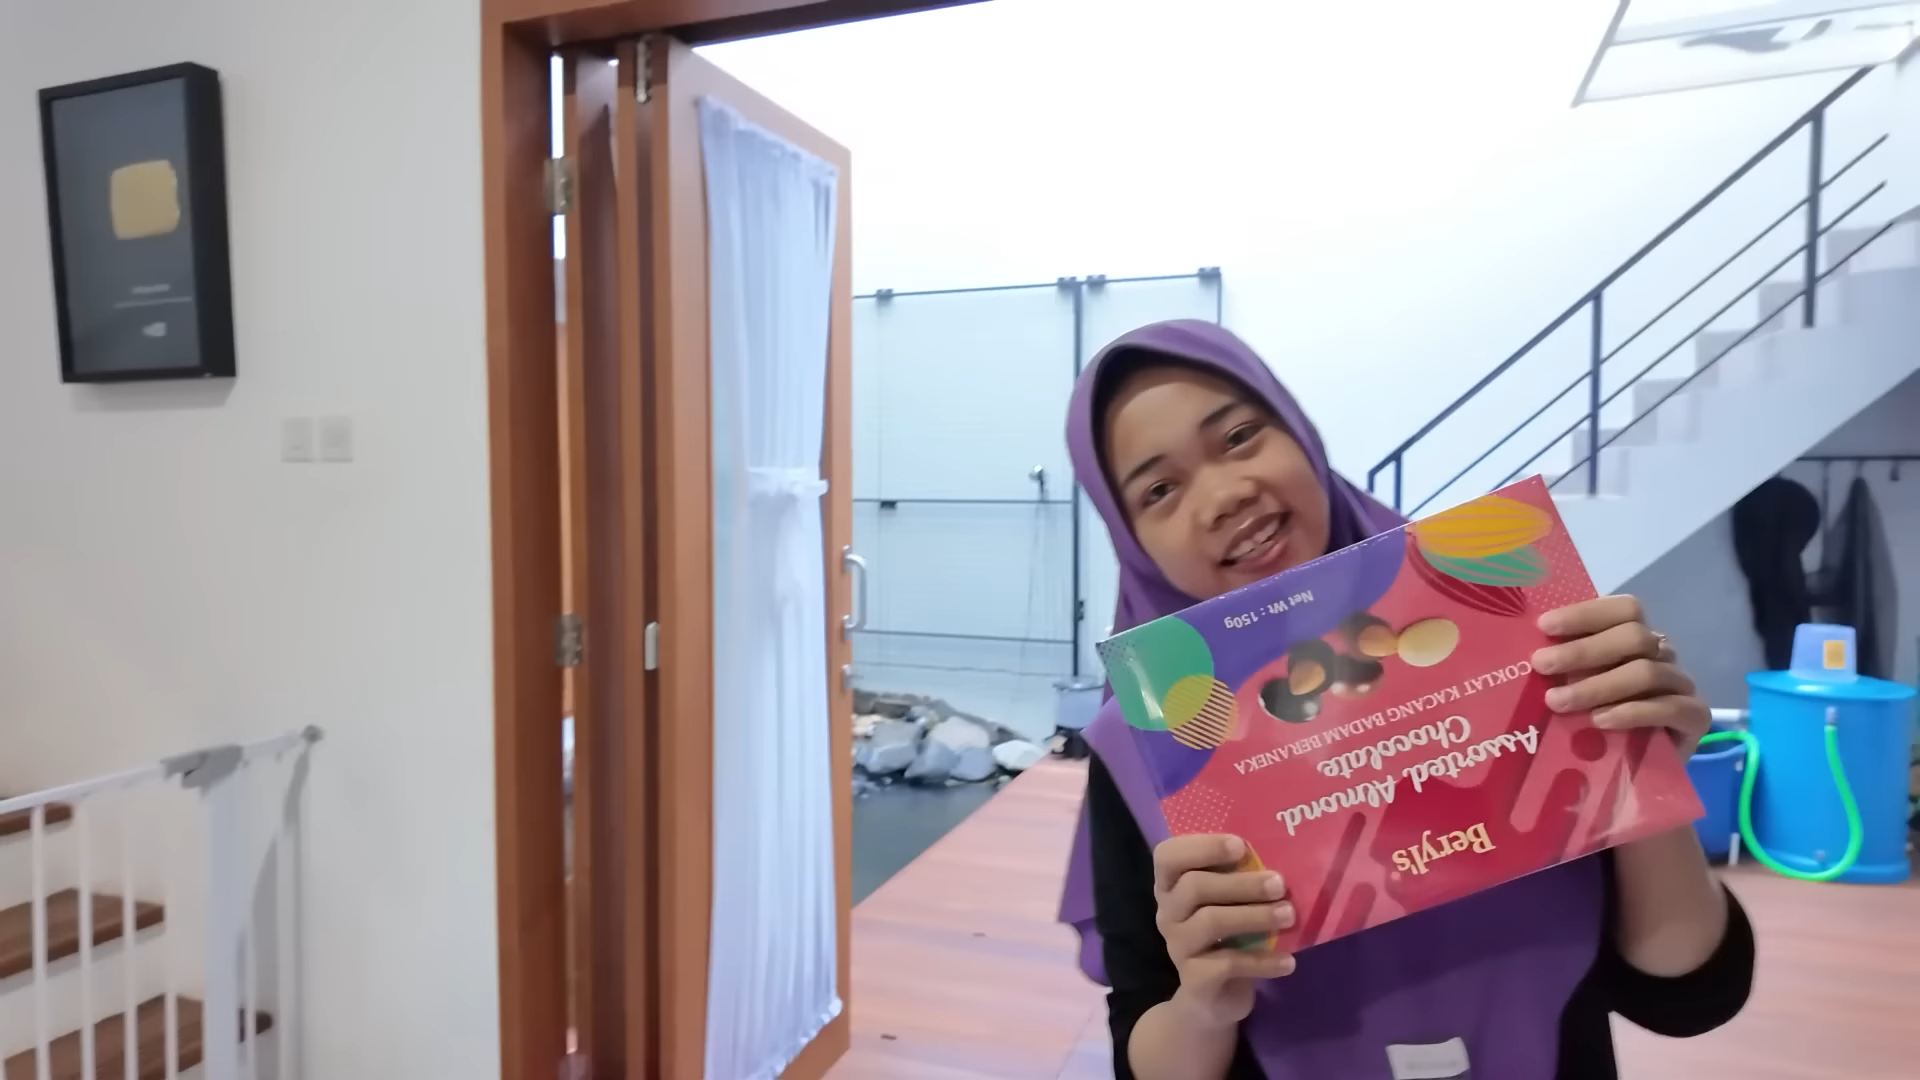 Beryl's
Assorted Almond
Chocolate
COKLAT KACANG BADAM BERANEKA
Net Wt : 150g